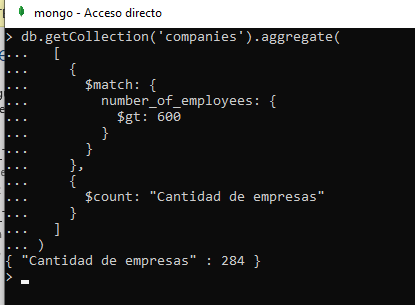 mongo - Acceso directo
> db.getCollection('companies').aggregate(
... [
... {
... $match: {
... number_of_employees: {
... $gt: 600
... }
... }
... },
... {
... $count: "Cantidad de empresas"
... }
... ]
... )
{ "Cantidad de empresas" : 284 }
>